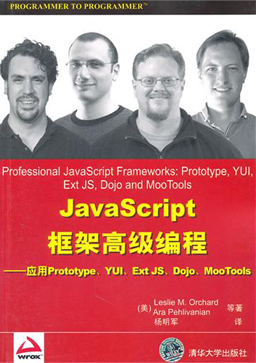 PROGRAMMER TO PROGRAMMER™
Professional JavaScript Frameworks: Prototype, YUI,
Ext JS, Dojo and MooTools
JavaScript
框架高级编程
——应用Prototype、YUI、Ext JS、Dojo、MooTools
(美) Leslie M. Orchard
Ara Pehlivanian 等著
杨明军 译
wrox
清华大学出版社